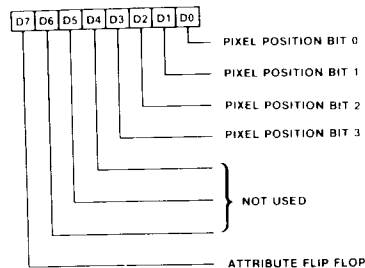 D7 D6 D5 D4 D3 D2 D1 D0
PIXEL POSITION BIT 0
PIXEL POSITION BIT 1
PIXEL POSITION BIT 2
PIXEL POSITION BIT 3
NOT USED
ATTRIBUTE FLIP FLOP